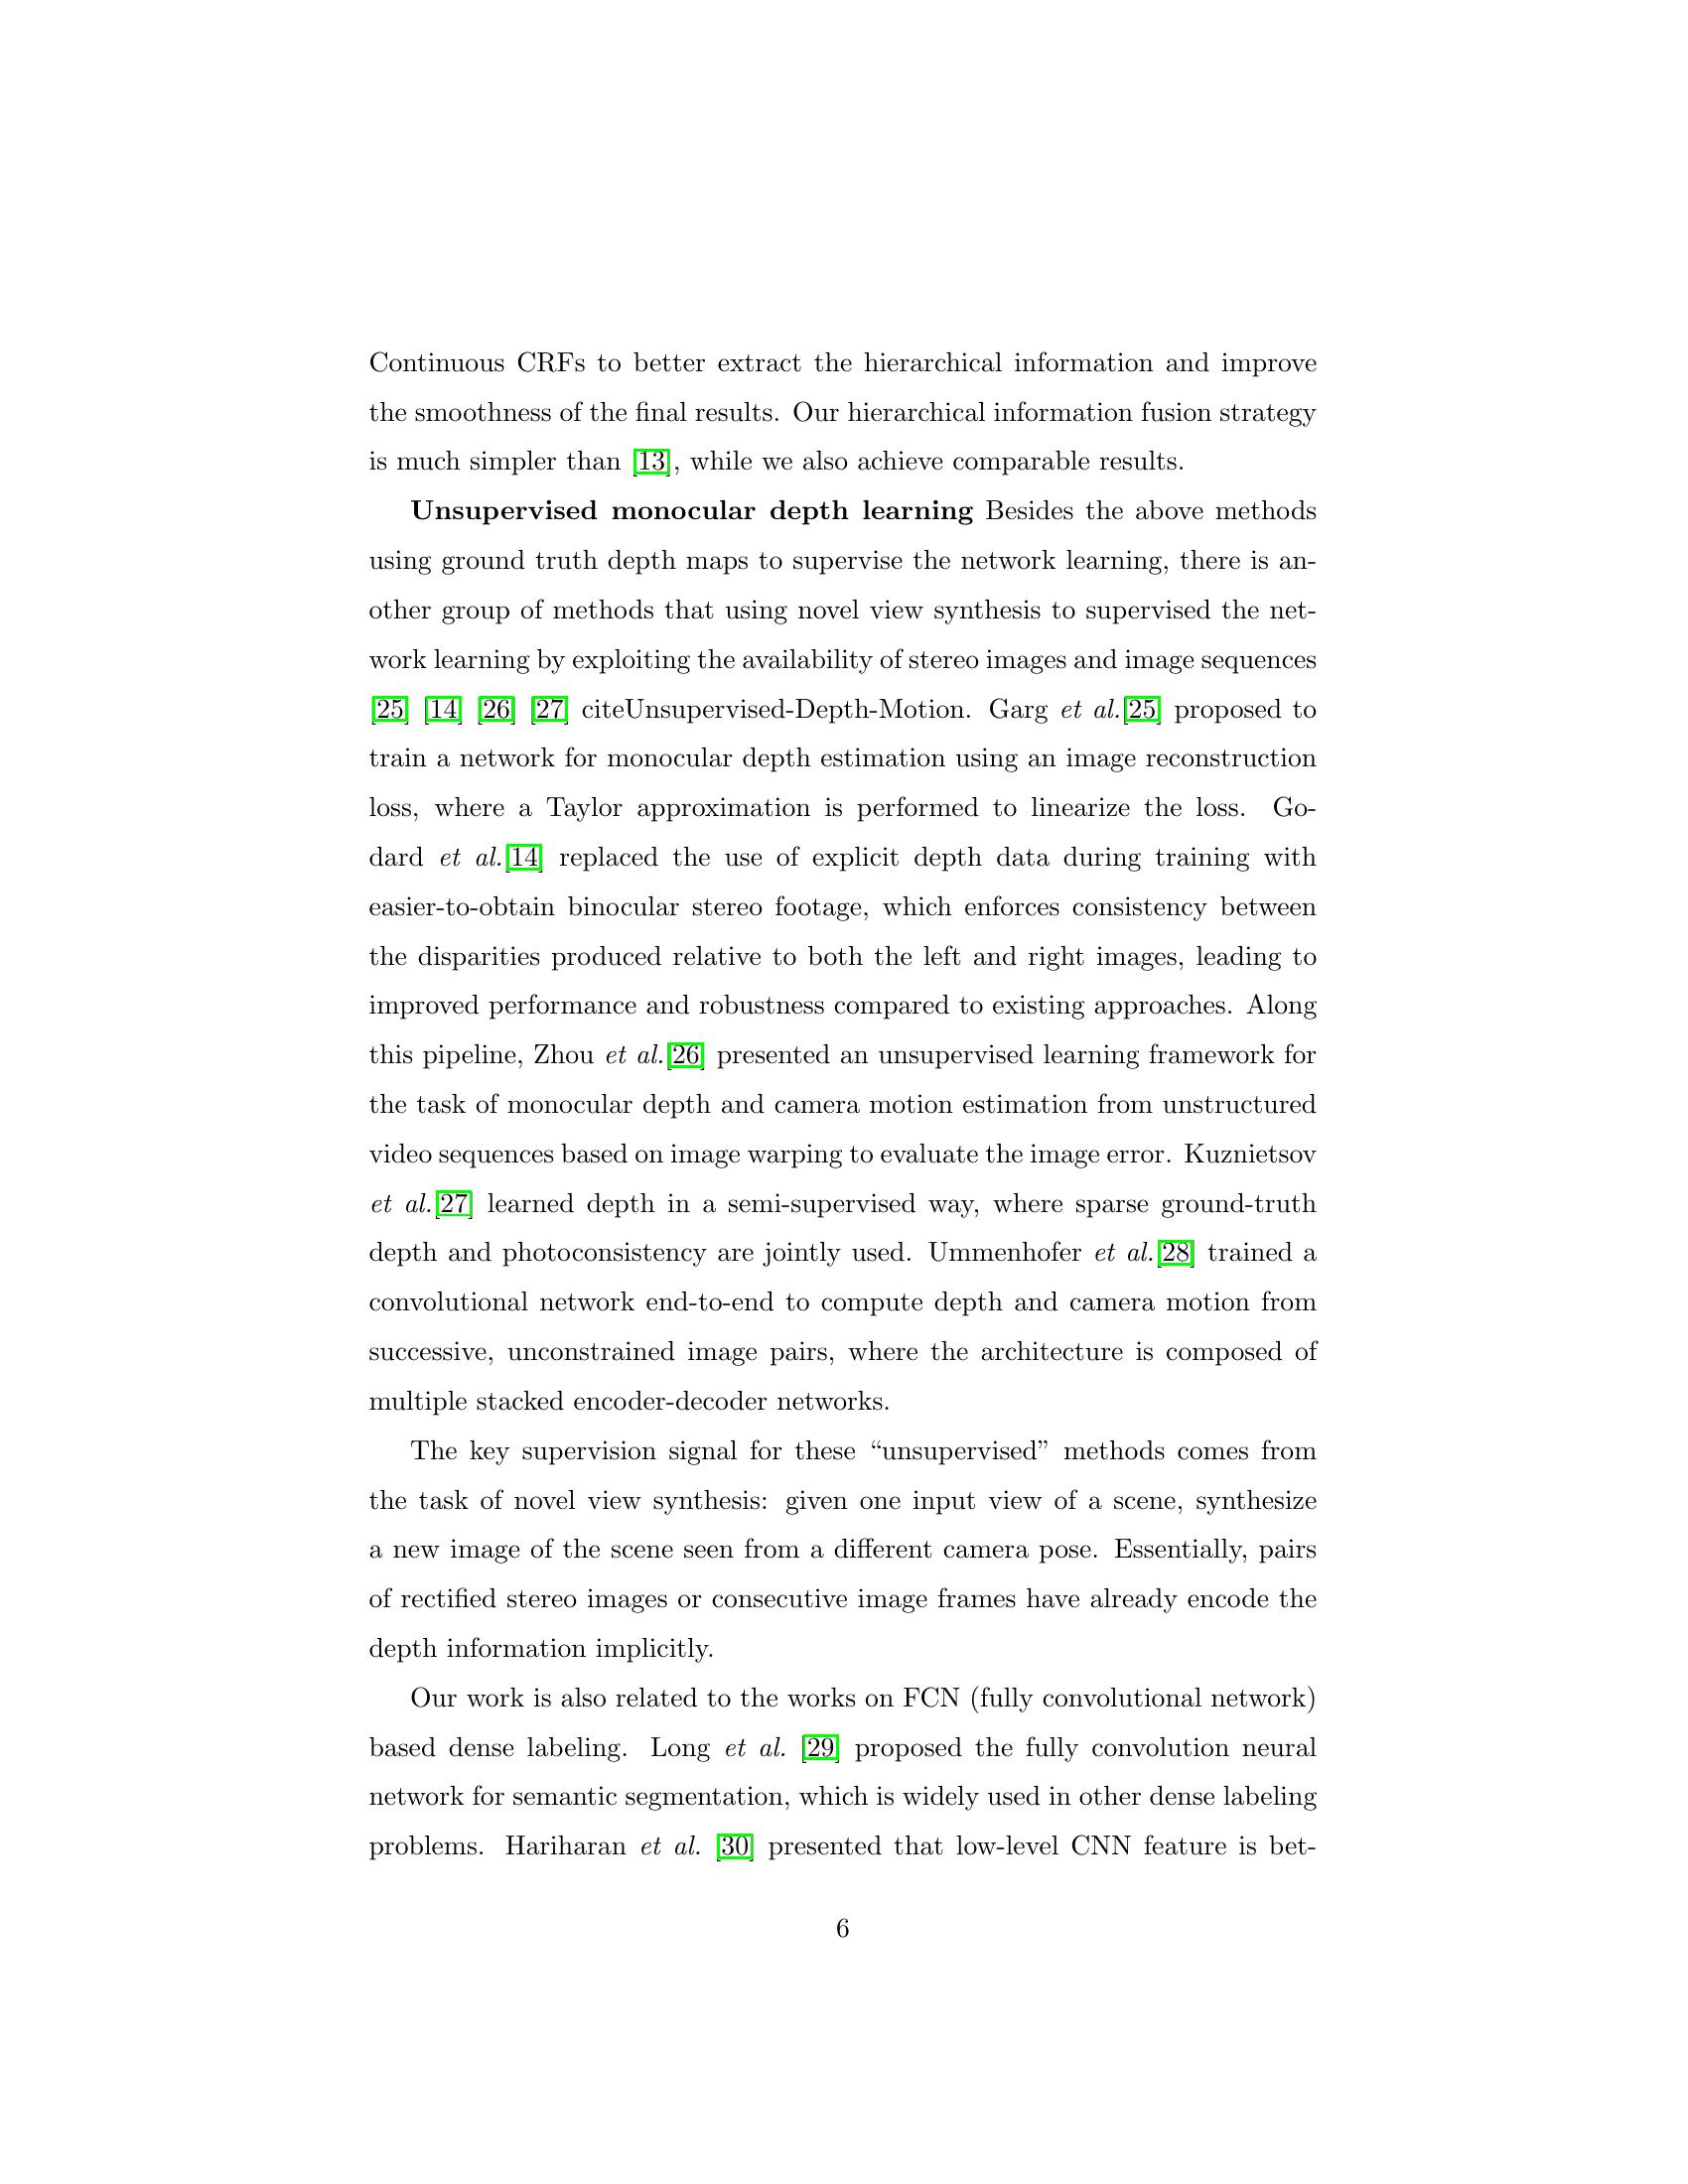 Continuous CRFs to better extract the hierarchical information and improve
the smoothness of the final results. Our hierarchical information fusion strategy
is much simpler than [13], while we also achieve comparable results.
Unsupervised monocular depth learning Besides the above methods
using ground truth depth maps to supervise the network learning, there is an-
other group of methods that using novel view synthesis to supervised the net-
work learning by exploiting the availability of stereo images and image sequences
[25] [14] [26] [27] citeUnsupervised-Depth-Motion. Garg et al.[25] proposed to
train a network for monocular depth estimation using an image reconstruction
loss, where a Taylor approximation is performed to linearize the loss. Go-
dard et al.[14] replaced the use of explicit depth data during training with
easier-to-obtain binocular stereo footage, which enforces consistency between
the disparities produced relative to both the left and right images, leading to
improved performance and robustness compared to existing approaches. Along
this pipeline, Zhou et al.[26] presented an unsupervised learning framework for
the task of monocular depth and camera motion estimation from unstructured
video sequences based on image warping to evaluate the image error. Kuznietsov
et al.[27] learned depth in a semi-supervised way, where sparse ground-truth
depth and photoconsistency are jointly used. Ummenhofer et al.[28] trained a
convolutional network end-to-end to compute depth and camera motion from
successive, unconstrained image pairs, where the architecture is composed of
multiple stacked encoder-decoder networks.
The key supervision signal for these “unsupervised” methods comes from
the task of novel view synthesis: given one input view of a scene, synthesize
a new image of the scene seen from a different camera pose. Essentially, pairs
of rectified stereo images or consecutive image frames have already encode the
depth information implicitly.
Our work is also related to the works on FCN (fully convolutional network)
based dense labeling. Long et al. [29] proposed the fully convolution neural
network for semantic segmentation, which is widely used in other dense labeling
problems. Hariharan et al. [30] presented that low-level CNN feature is bet-
6